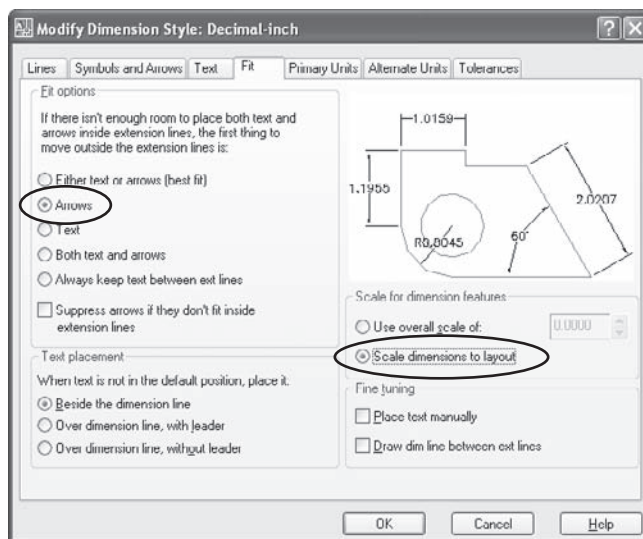 Modify Dimension Style: Decimal-inch
Lines
Symbols and Arrows
Text
Fit
Primary Units
Alternate Units
Tolerances
Fit options
If there isn't enough room to place both text and
arrows inside extension lines, the first thing to
move outside the extension lines is:
Either text or arrows (best fit)
Arrows
Text
Both text and arrows
Always keep text between ext lines
Suppress arrows if they don't fit inside
extension lines
Text placement
When text is not in the default position, place it:
Beside the dimension line
Over dimension line, with leader
Over dimension line, without leader
1.0159
1.1955
2.0207
R0.8045
60°
Scale for dimension features
Use overall scale of:
0.0000
Scale dimensions to layout
Fine tuning
Place text manually
Draw dim line between ext lines
OK
Cancel
Help